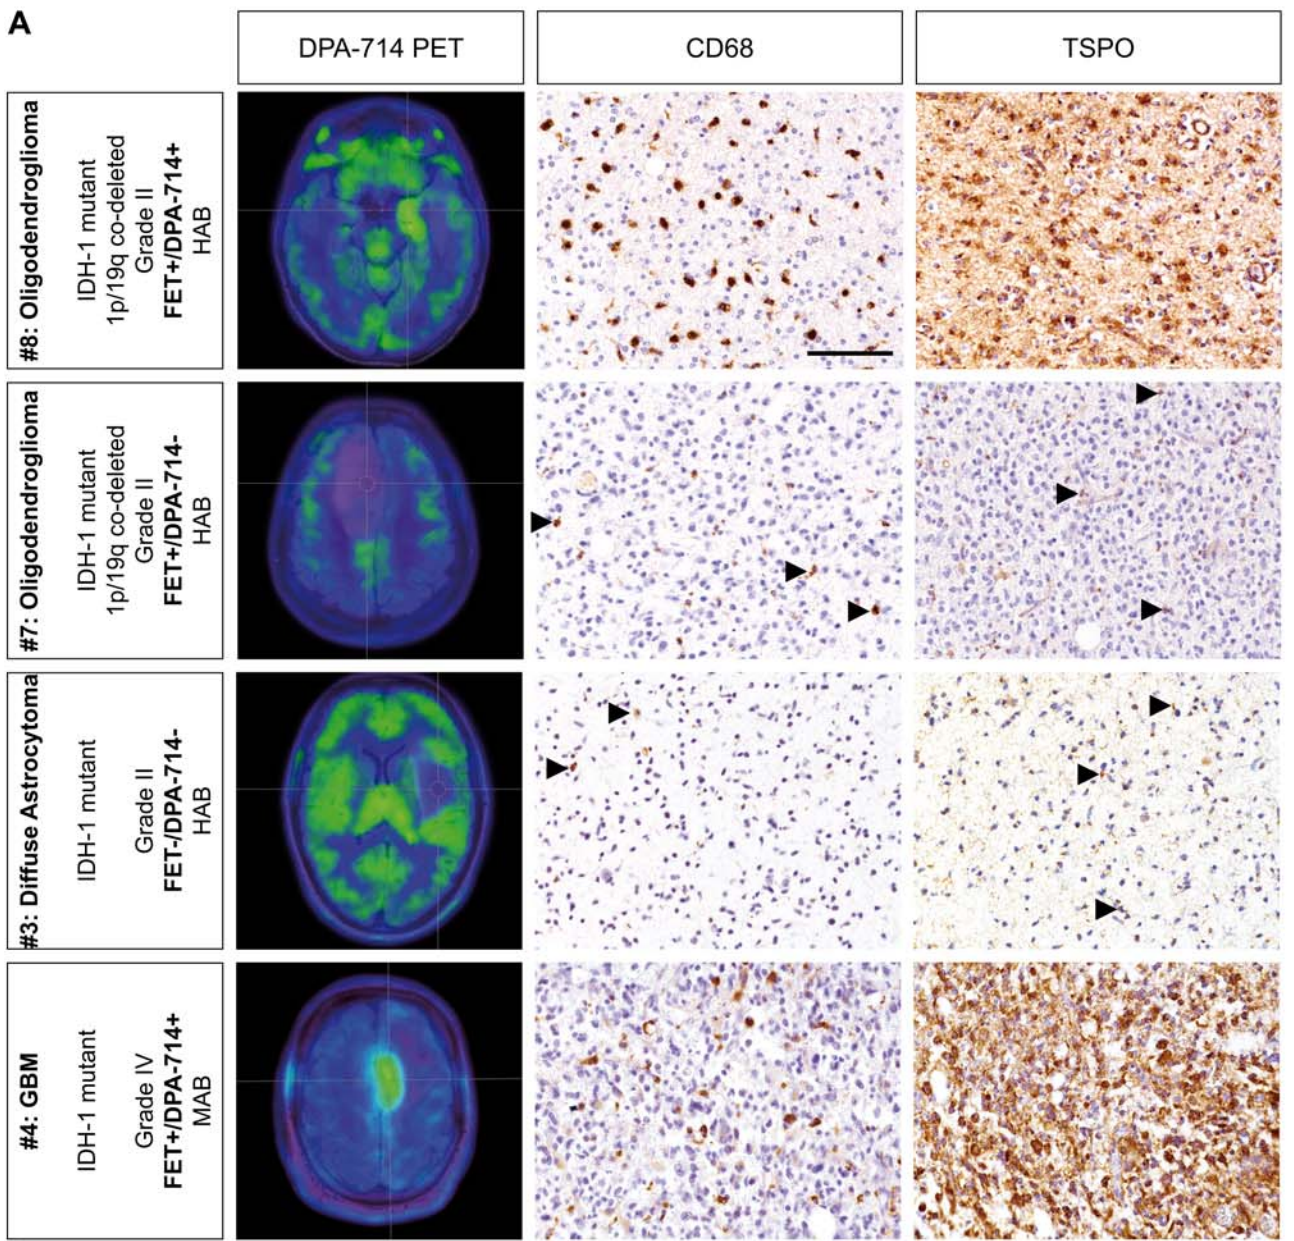 A
DPA-714 PET
CD68
TSPO
#8: Oligodendroglioma
IDH-1 mutant
1p/19q co-deleted
Grade II
FET+/DPA-714+
HAB
#7: Oligodendroglioma
IDH-1 mutant
1p/19q co-deleted
Grade II
FET+/DPA-714-
HAB
#3: Diffuse Astrocytoma
IDH-1 mutant
Grade II
FET-/DPA-714-
HAB
#4: GBM
IDH-1 mutant
Grade IV
FET+/DPA-714+
MAB